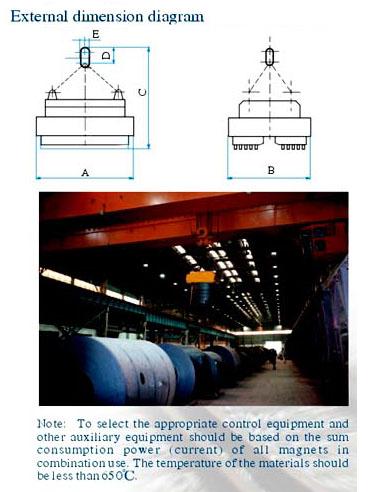 External dimension diagram
E
D
C
A
B
Note: To select the appropriate control equipment and
other auxiliary equipment should be based on the sum
consumption power (current) of all magnets in
combination use. The temperature of the materials should
be less than 650℃.